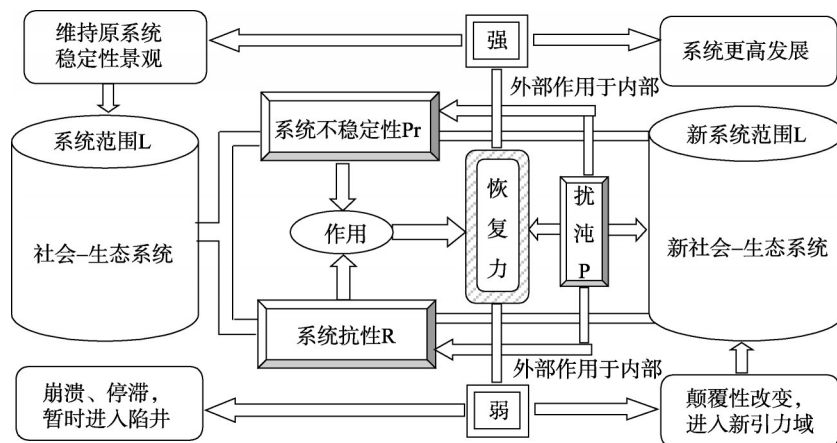 维持原系统
稳定性景观
强
系统更高发展
外部作用于内部
系统范围L
系统不稳定性Pr
新系统范围L
社会–生态系统
作用
恢复力
扰沌P
新社会–生态系统
系统抗性R
外部作用于内部
崩溃、停滞，
暂时进入陷井
弱
颠覆性改变，
进入新引力域